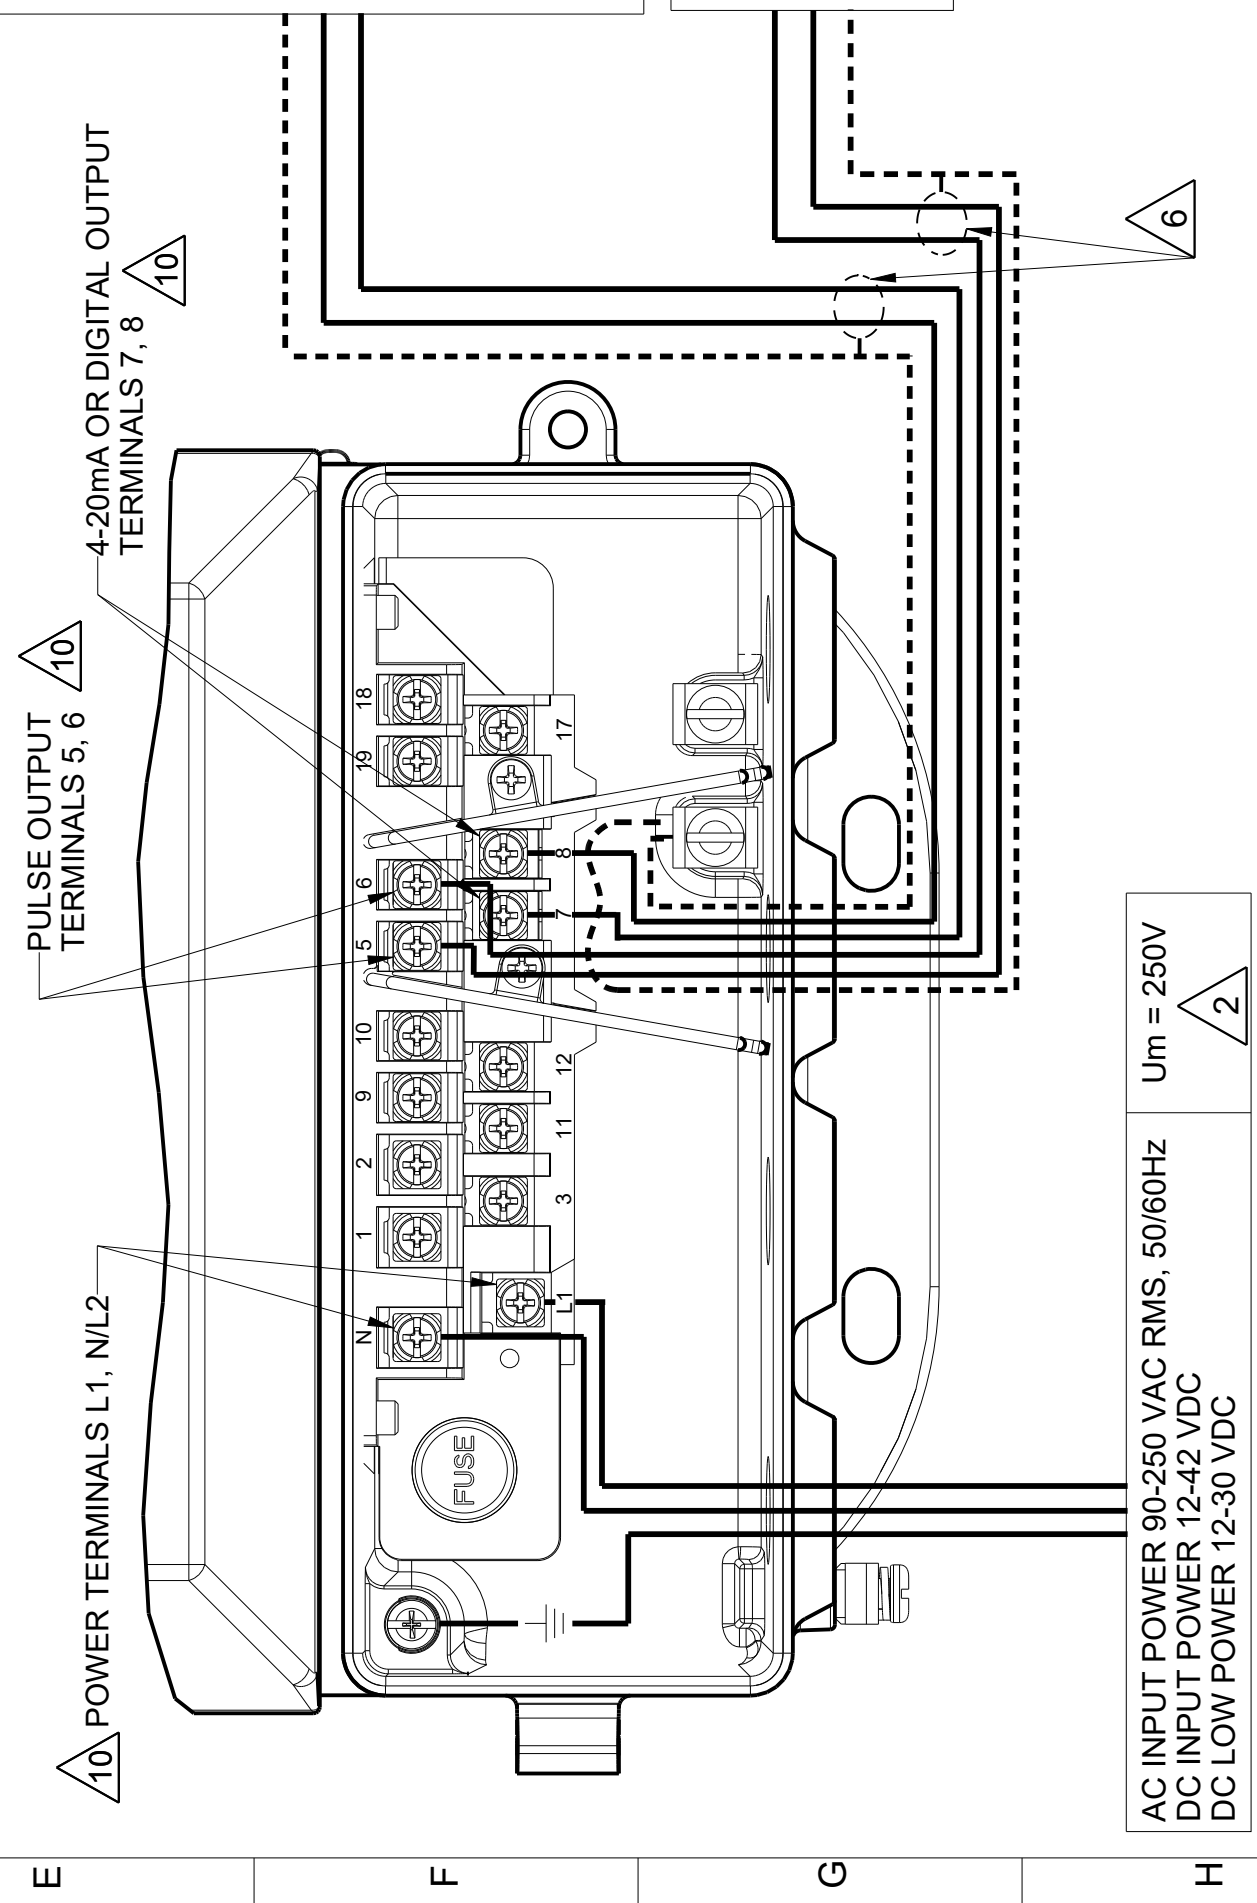 10
POWER TERMINALS L1, N/L2
PULSE OUTPUT
TERMINALS 5, 6
10
4-20mA OR DIGITAL OUTPUT
TERMINALS 7, 8
10
N
1
2
9
10
5
6
19
18
L1
3
11
12
7
8
17
FUSE
6
AC INPUT POWER 90-250 VAC RMS, 50/60Hz
DC INPUT POWER 12-42 VDC
DC LOW POWER 12-30 VDC
Um = 250V
2
E
F
G
H